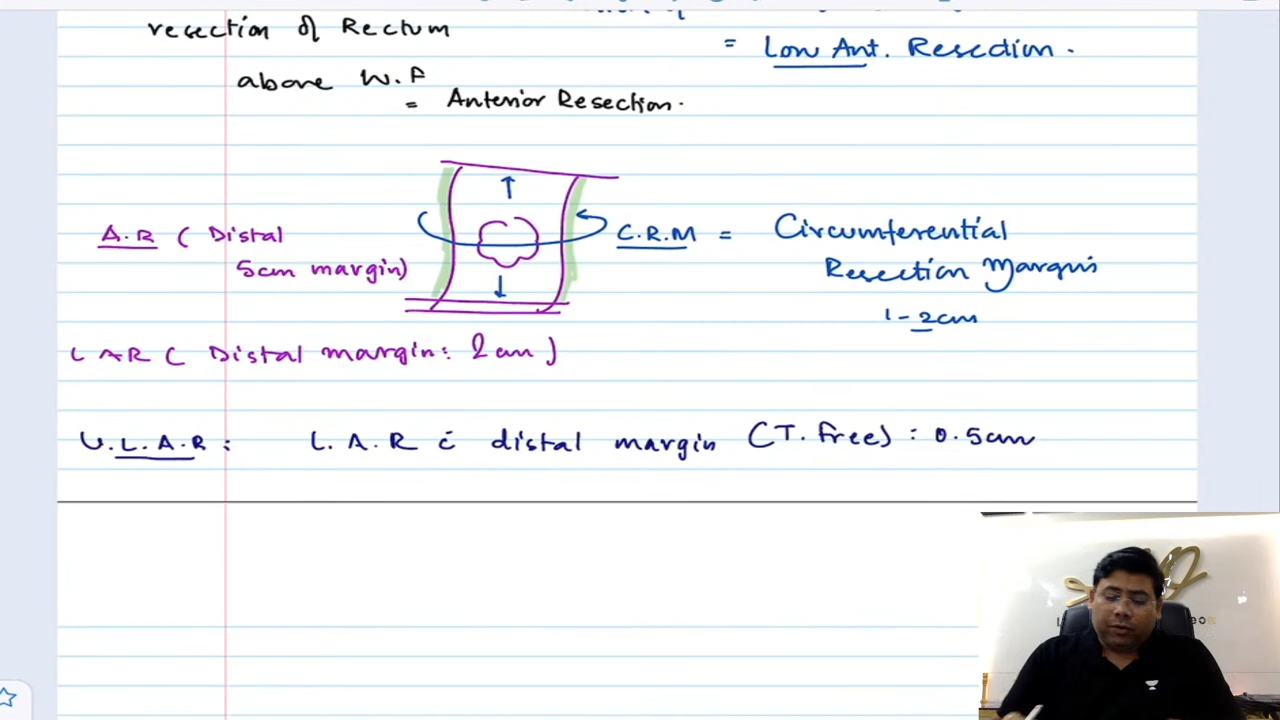 resection of Rectum
= Low Ant. Resection.
above W.F
= Anterior Resection.
A.R ( Distal
5cm margin)
C.R.M = Circumferential
Resection Margin
1-2cm
LAR ( Distal margin: 2cm )
U.L.A.R : L.A.R c̄ distal margin (T. free) : 0.5cm